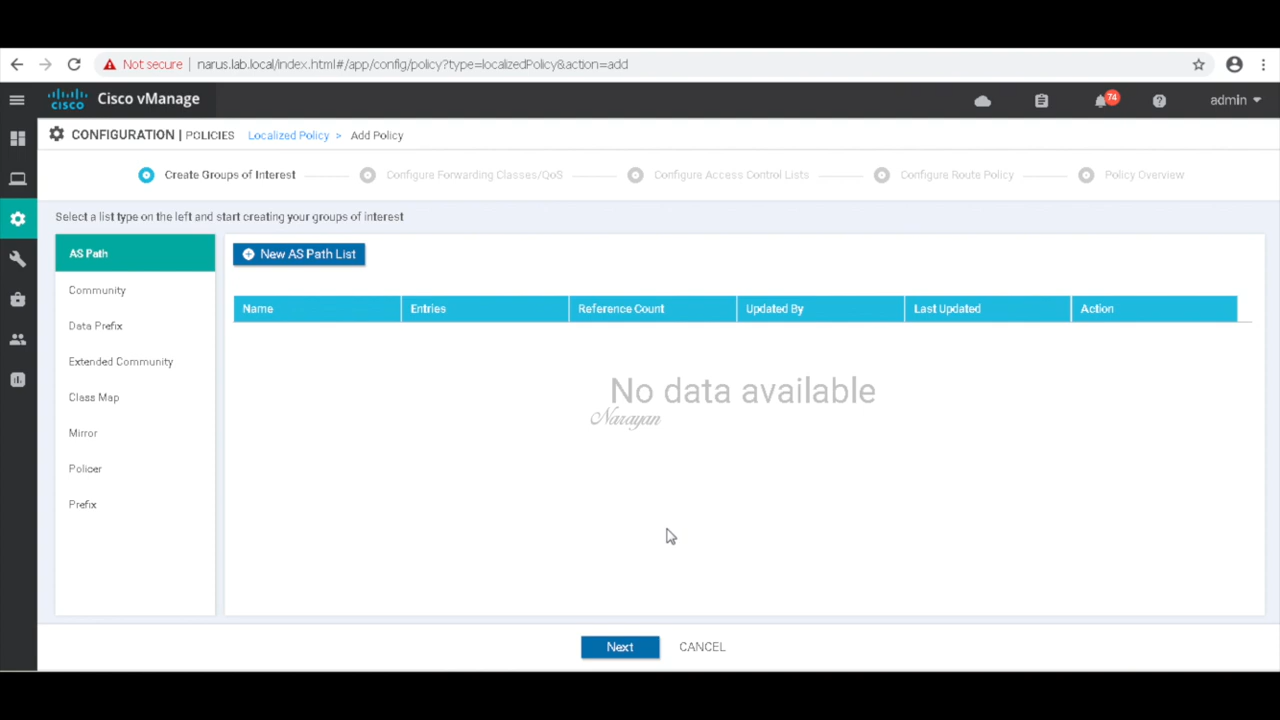 Not secure
narus.lab.local/index.html#/app/config/policy?type=localizedPolicy&action=add
CISCO Cisco vManage
74
admin
CONFIGURATION | POLICIES Localized Policy > Add Policy
Create Groups of Interest Configure Forwarding Classes/QoS Configure Access Control Lists Configure Route Policy Policy Overview
Select a list type on the left and start creating your groups of interest
AS Path
Community
Data Prefix
Extended Community
Class Map
Mirror
Policer
Prefix
New AS Path List
Name Entries Reference Count Updated By Last Updated Action
No data available
Narayan
Next CANCEL